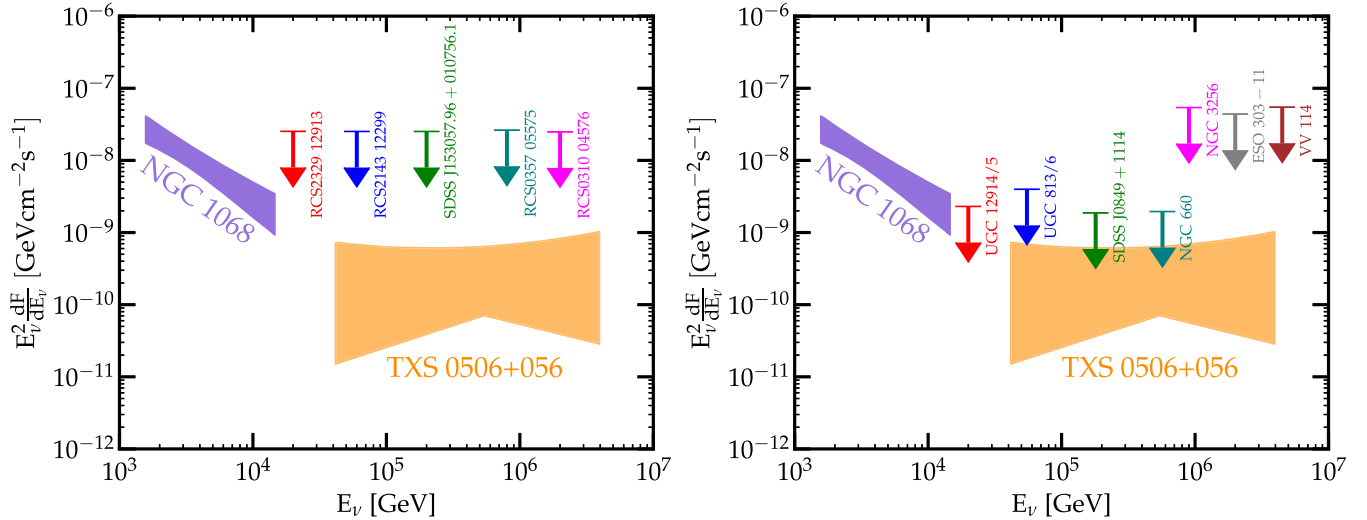 E_ν^2 dF/dE_ν [GeVcm^−2s^−1]
10^−6
10^−7
10^−8
10^−9
10^−10
10^−11
10^−12
NGC 1068
RCS2329 12913
RCS2143 12299
SDSS J153057.96 + 010756.1
RCS0357 05575
RCS0310 04576
TXS 0506+056
10^3
10^4
10^5
10^6
10^7
E_ν [GeV]
E_ν^2 dF/dE_ν [GeVcm^−2s^−1]
10^−6
10^−7
10^−8
10^−9
10^−10
10^−11
10^−12
NGC 1068
UGC 12914/5
UGC 813/6
SDSS J0849 + 1114
NGC 660
NGC 3256
ESO 303 − 11
VV 114
TXS 0506+056
10^3
10^4
10^5
10^6
10^7
E_ν [GeV]